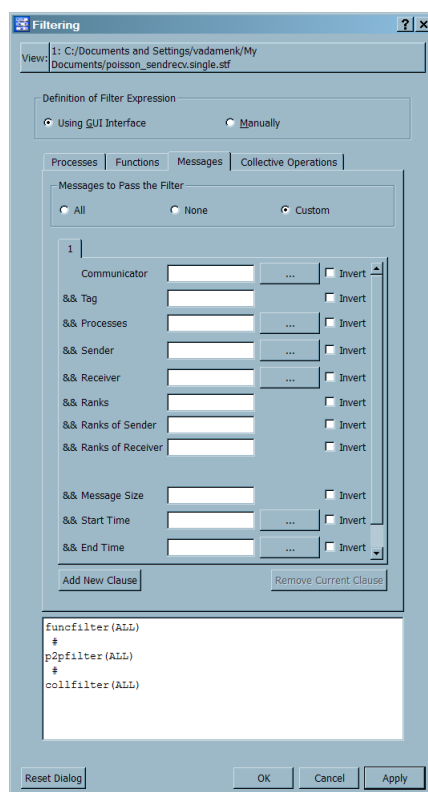 Filtering
View:
1: C:/Documents and Settings/vadamenk/My
Documents/poisson_sendrecv.single.stf
Definition of Filter Expression
Using GUI Interface
Manually
Processes
Functions
Messages
Collective Operations
Messages to Pass the Filter
All
None
Custom
1
Communicator
...
Invert
&& Tag
Invert
&& Processes
...
Invert
&& Sender
...
Invert
&& Receiver
...
Invert
&& Ranks
Invert
&& Ranks of Sender
Invert
&& Ranks of Receiver
Invert
&& Message Size
Invert
&& Start Time
...
Invert
&& End Time
...
Invert
Add New Clause
Remove Current Clause
funcfilter(ALL)
#
p2pfilter(ALL)
#
collfilter(ALL)
Reset Dialog
OK
Cancel
Apply